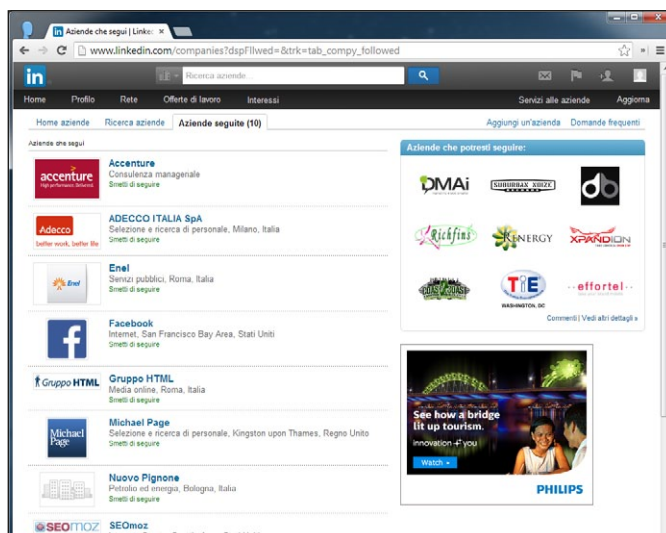 Aziende che segui | Linke
www.linkedin.com/companies?dspFllwed=&trk=tab_compy_followed
in
Ricerca aziende...
Home Profilo Rete Offerte di lavoro Interessi Servizi alle aziende Aggiorna
Home aziende Ricerca aziende Aziende seguite (10) Aggiungi un'azienda Domande frequenti
Aziende che segui
accenture
High performance. Delivered.
Accenture
Consulenza managenale
Smetti di seguire
Adecco
better work, better life
ADECCO ITALIA SpA
Selezione e ricerca di personale, Milano, Italia
Smetti di seguire
Enel
Enel
Servizi pubblici, Roma, Italia
Smetti di seguire
f
Facebook
Internet, San Francisco Bay Area, Stati Uniti
Smetti di seguire
Gruppo HTML
Gruppo HTML
Media online, Roma, Italia
Smetti di seguire
Michael Page
Michael Page
Selezione e ricerca di personale, Kingston upon Thames, Regno Unito
Smetti di seguire
Nuovo Pignone
Petrolio ed energia, Bologna, Italia
Smetti di seguire
SEOMOZ
SEOmoz
Aziende che potresti seguire:
DMAi
SUBURBAN NOIZE
db
Richfins
RENERGY
XPANDION
TiE
WASHINGTON, DC
effortel
Commenti | Vedi altri dettagli »
See how a bridge
lit up tourism.
innovation + you
Watch
PHILIPS